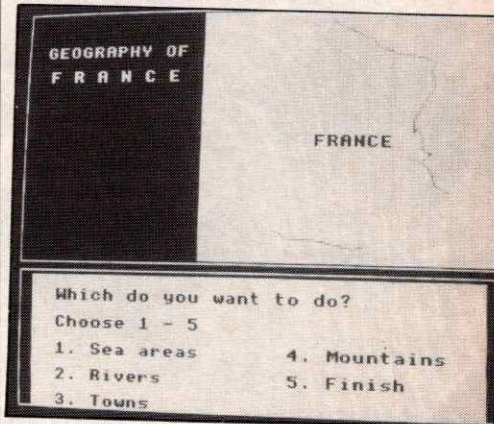 GEOGRAPHY OF
FRANCE
FRANCE
Which do you want to do?
Choose 1 - 5
1. Sea areas
2. Rivers
3. Towns
4. Mountains
5. Finish